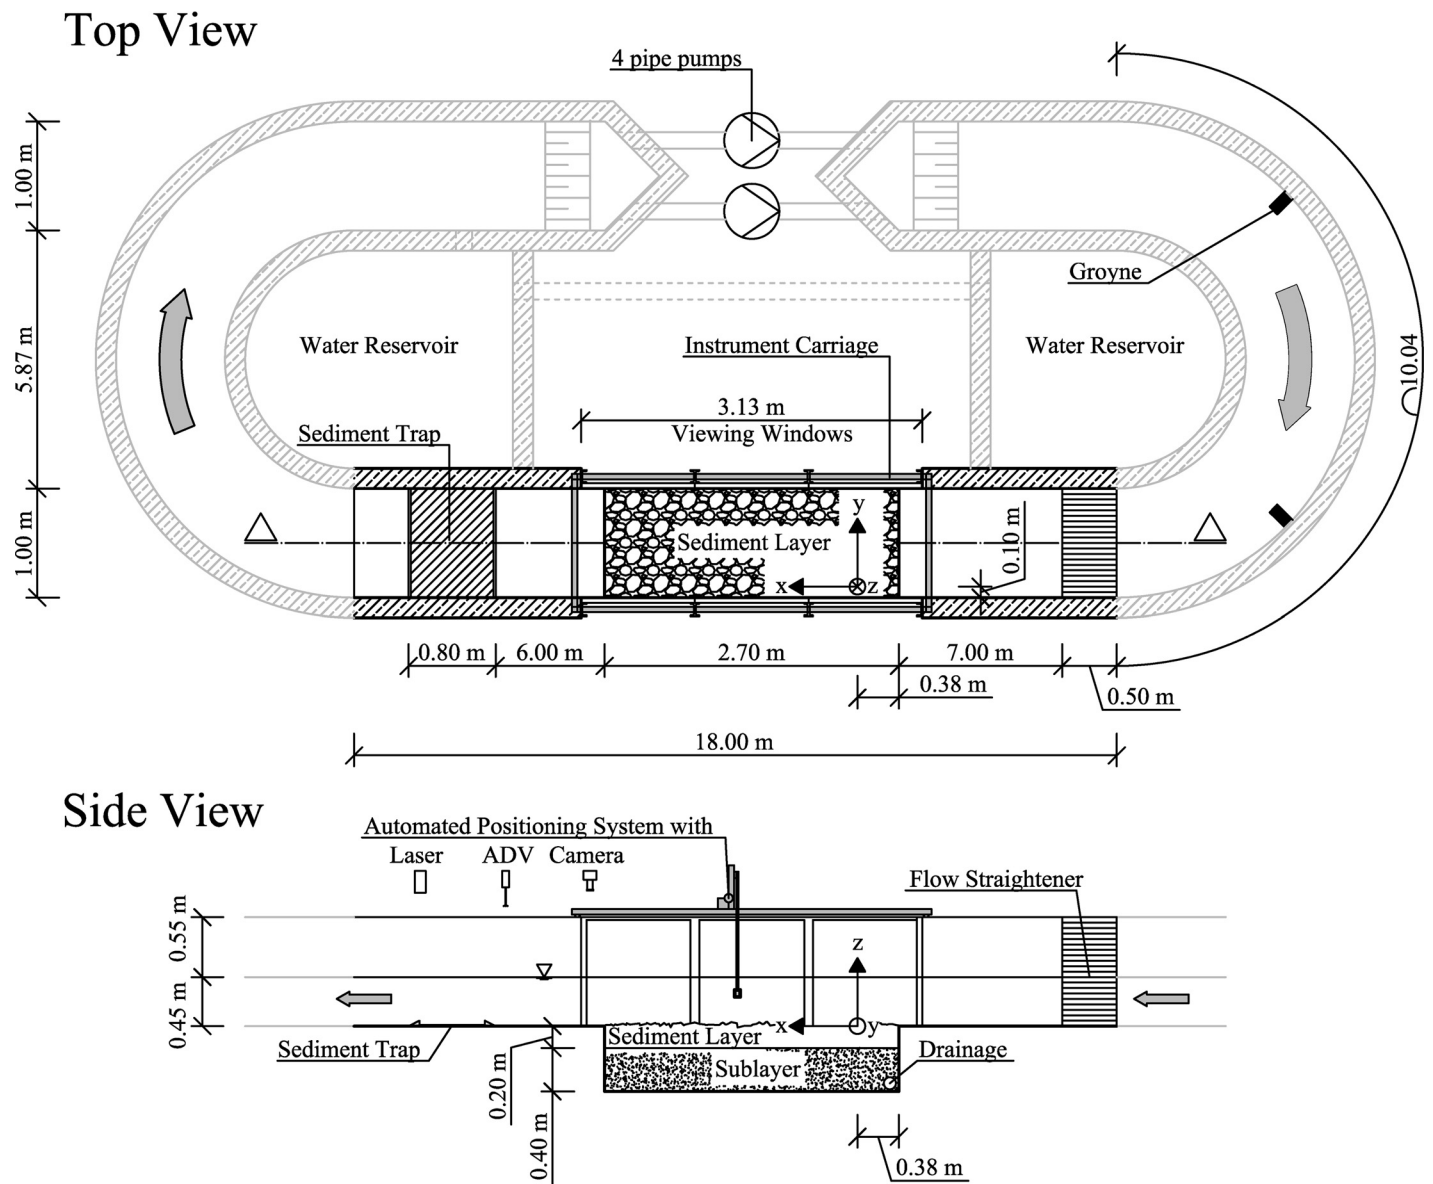 Top View
4 pipe pumps
1.00 m
Groyne
5.87 m
Water Reservoir
Instrument Carriage
Water Reservoir
10.04
3.13 m
Viewing Windows
Sediment Trap
1.00 m
y
Sediment Layer
x
z
0.10 m
0.80 m
6.00 m
2.70 m
7.00 m
0.38 m
0.50 m
18.00 m
Side View
Automated Positioning System with
Laser
ADV
Camera
Flow Straightener
0.55 m
z
0.45 m
x
y
Sediment Layer
Sediment Trap
Drainage
Sublayer
0.20 m
0.40 m
0.38 m